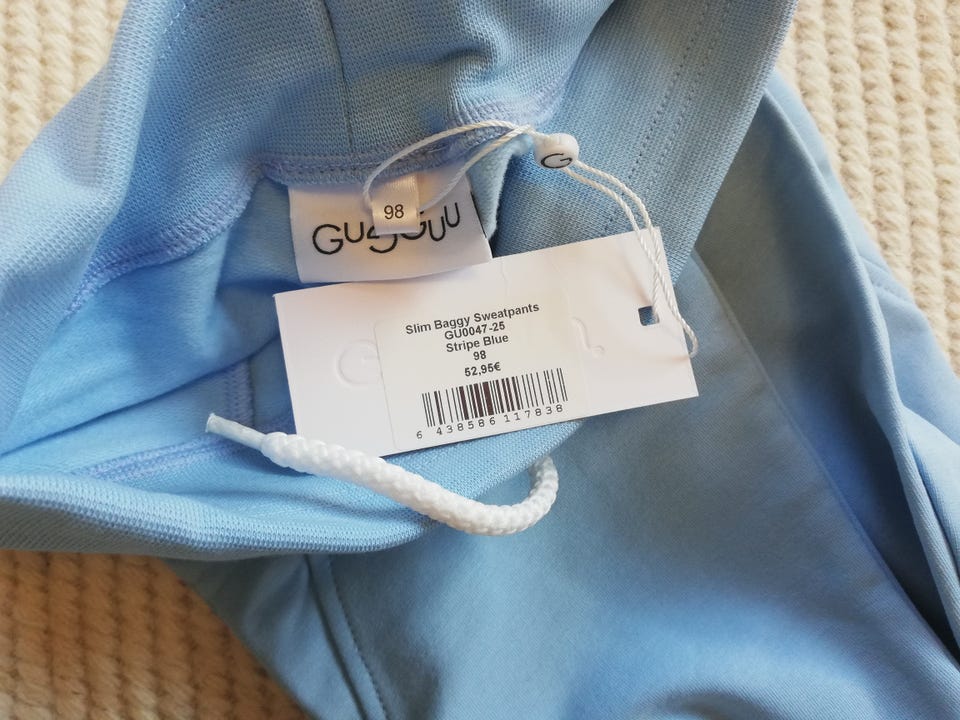 G
98
GUGGUU
Slim Baggy Sweatpants
GU0047-25
Stripe Blue
98
52,95€
6 438586 117838